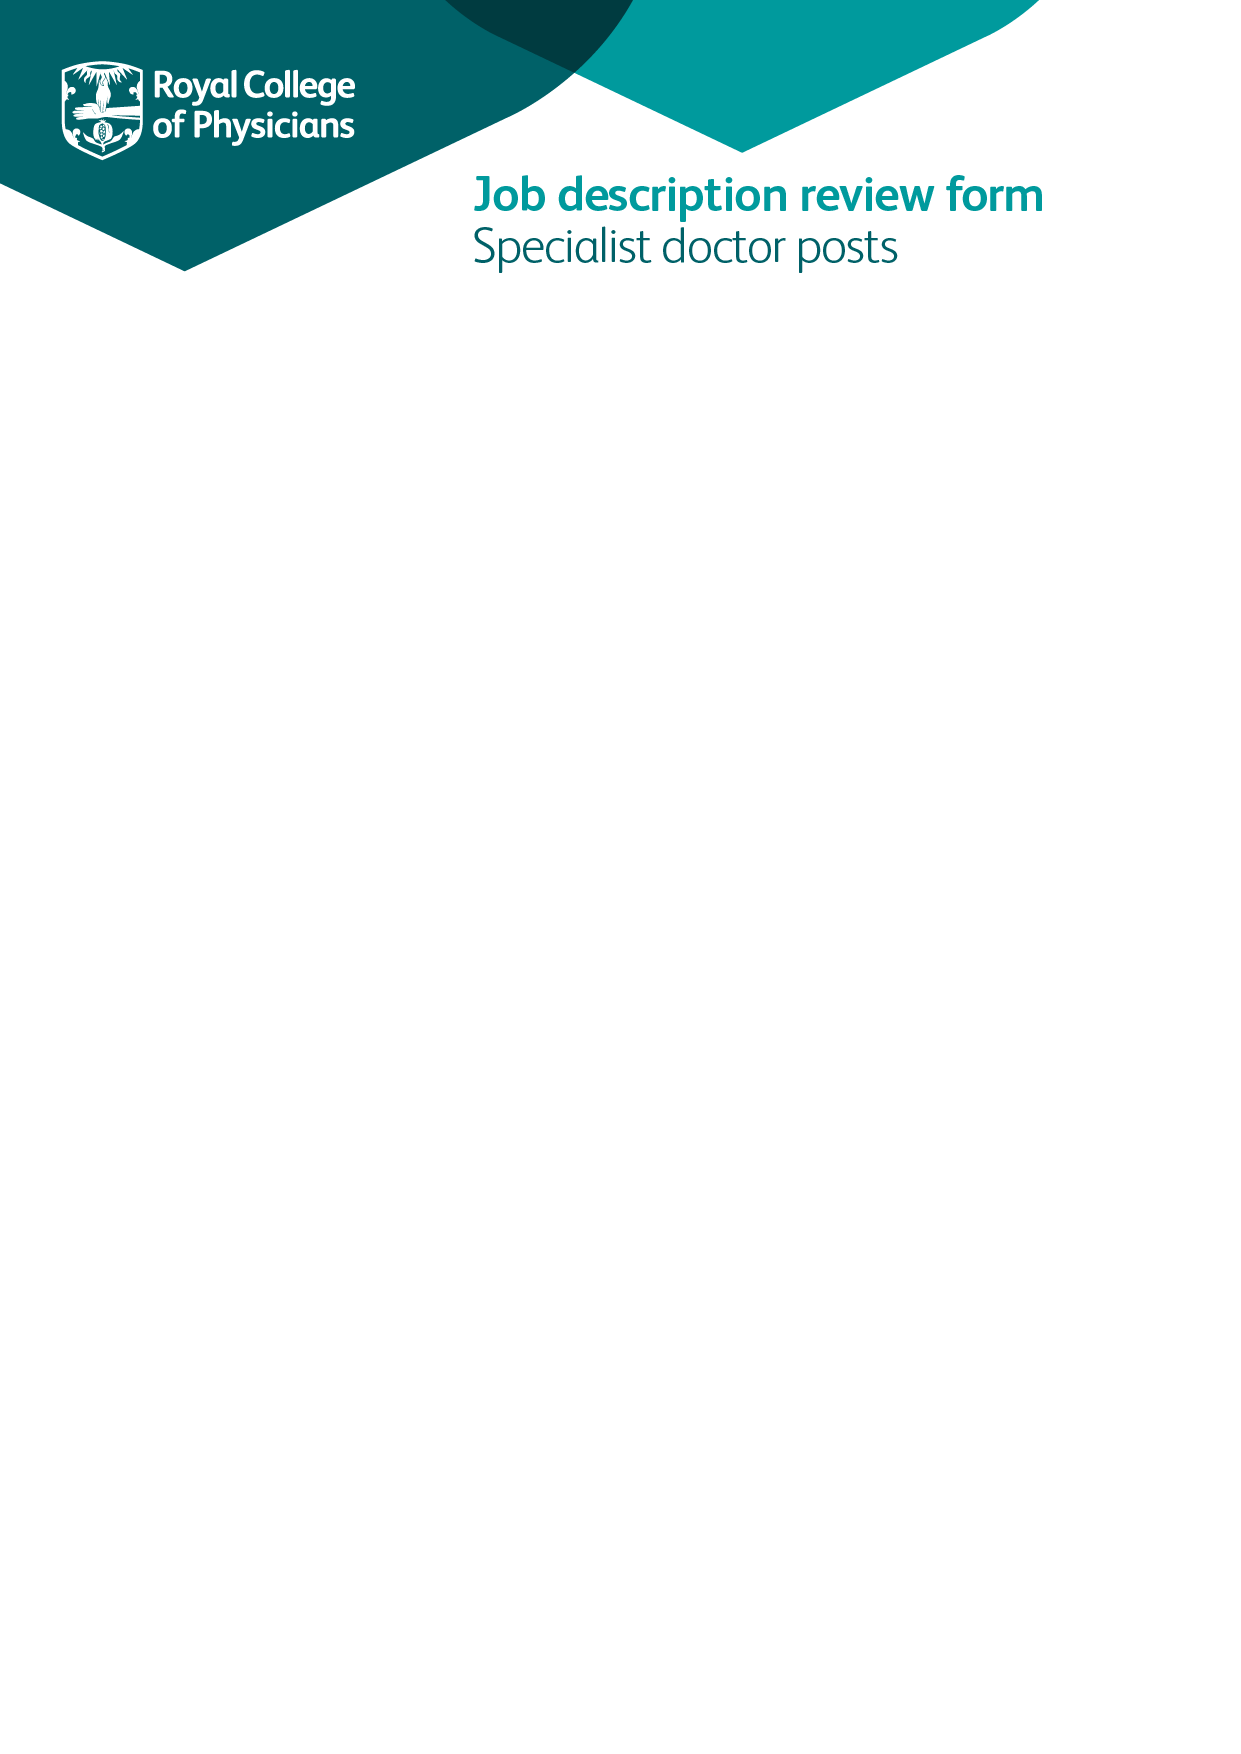 Royal College
of Physicians
Job description review form
Specialist doctor posts